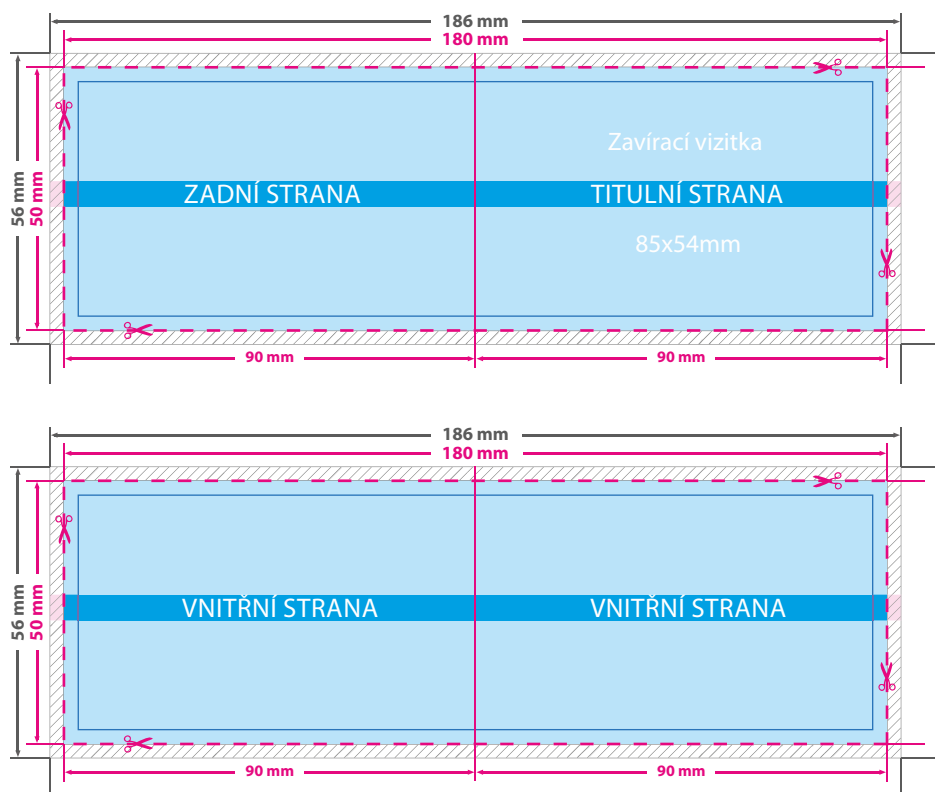 186 mm
180 mm
56 mm
50 mm
Zavírací vizitka
ZADNÍ STRANA
TITULNÍ STRANA
85x54mm
90 mm
90 mm
186 mm
180 mm
56 mm
50 mm
VNITŘNÍ STRANA
VNITŘNÍ STRANA
90 mm
90 mm